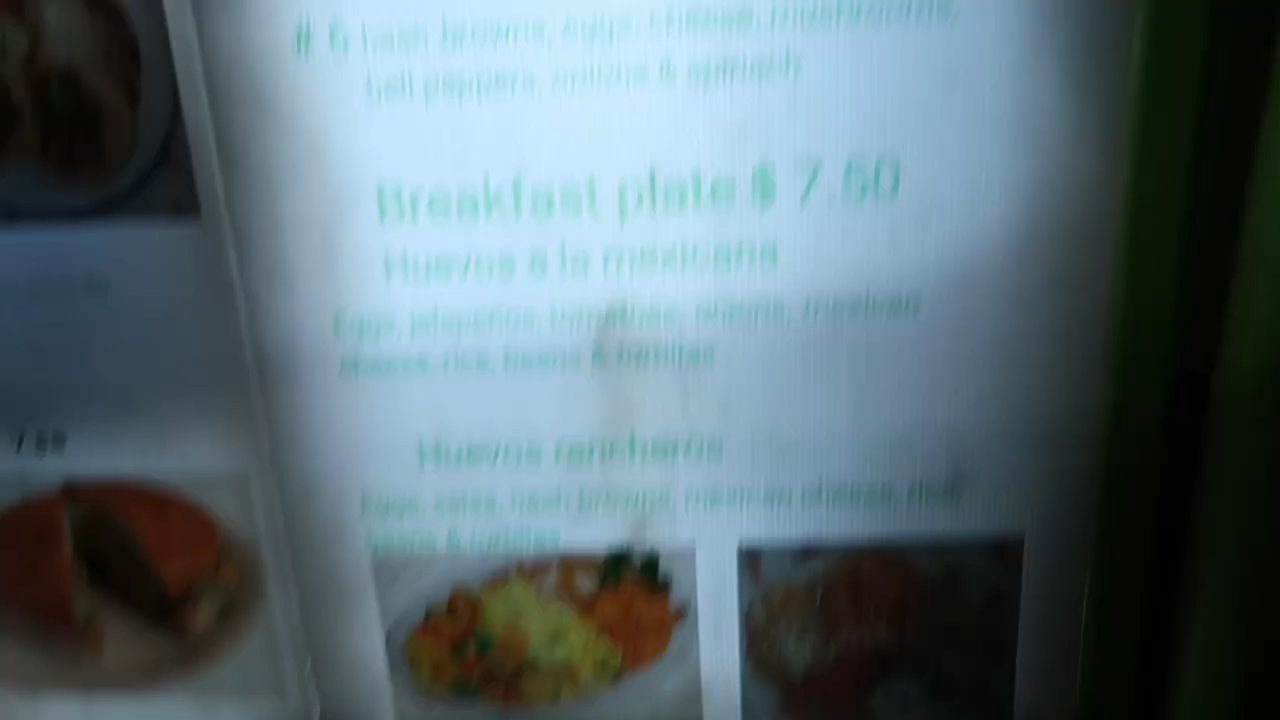 # 6 hash browns, eggs, cheese, mushrooms,
bell peppers, onions & spinach
Breakfast plate $ 7.50
Huevos a la mexicana
Eggs, jalapeños, tomatoes, onions, mexican
cheese, rice, beans & tortillas
Huevos rancheros
Eggs, salsa, hash browns, mexican cheese, rice,
beans & tortillas